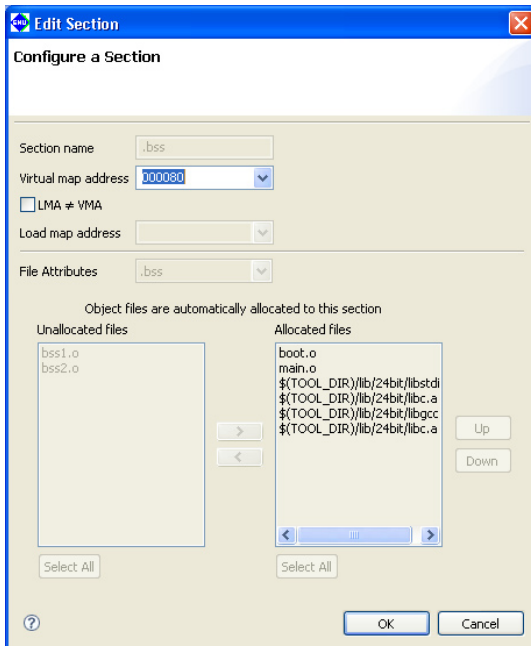 GNU Edit Section
Configure a Section
Section name .bss
Virtual map address 000080
LMA ≠ VMA
Load map address
File Attributes .bss
Object files are automatically allocated to this section
Unallocated files
bss1.o
bss2.o
Allocated files
boot.o
main.o
$(TOOL_DIR)/lib/24bit/libstdi
$(TOOL_DIR)/lib/24bit/libc.a
$(TOOL_DIR)/lib/24bit/libgcc
$(TOOL_DIR)/lib/24bit/libc.a
>
<
Up
Down
Select All
Select All
?
OK
Cancel